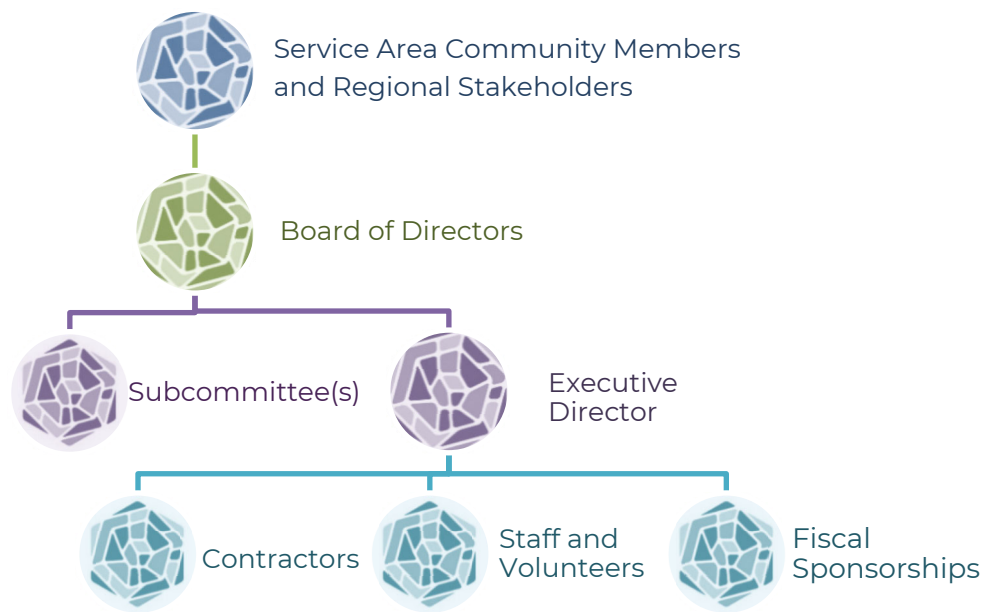 Service Area Community Members
and Regional Stakeholders
Board of Directors
Subcommittee(s)
Executive
Director
Contractors
Staff and
Volunteers
Fiscal
Sponsorships